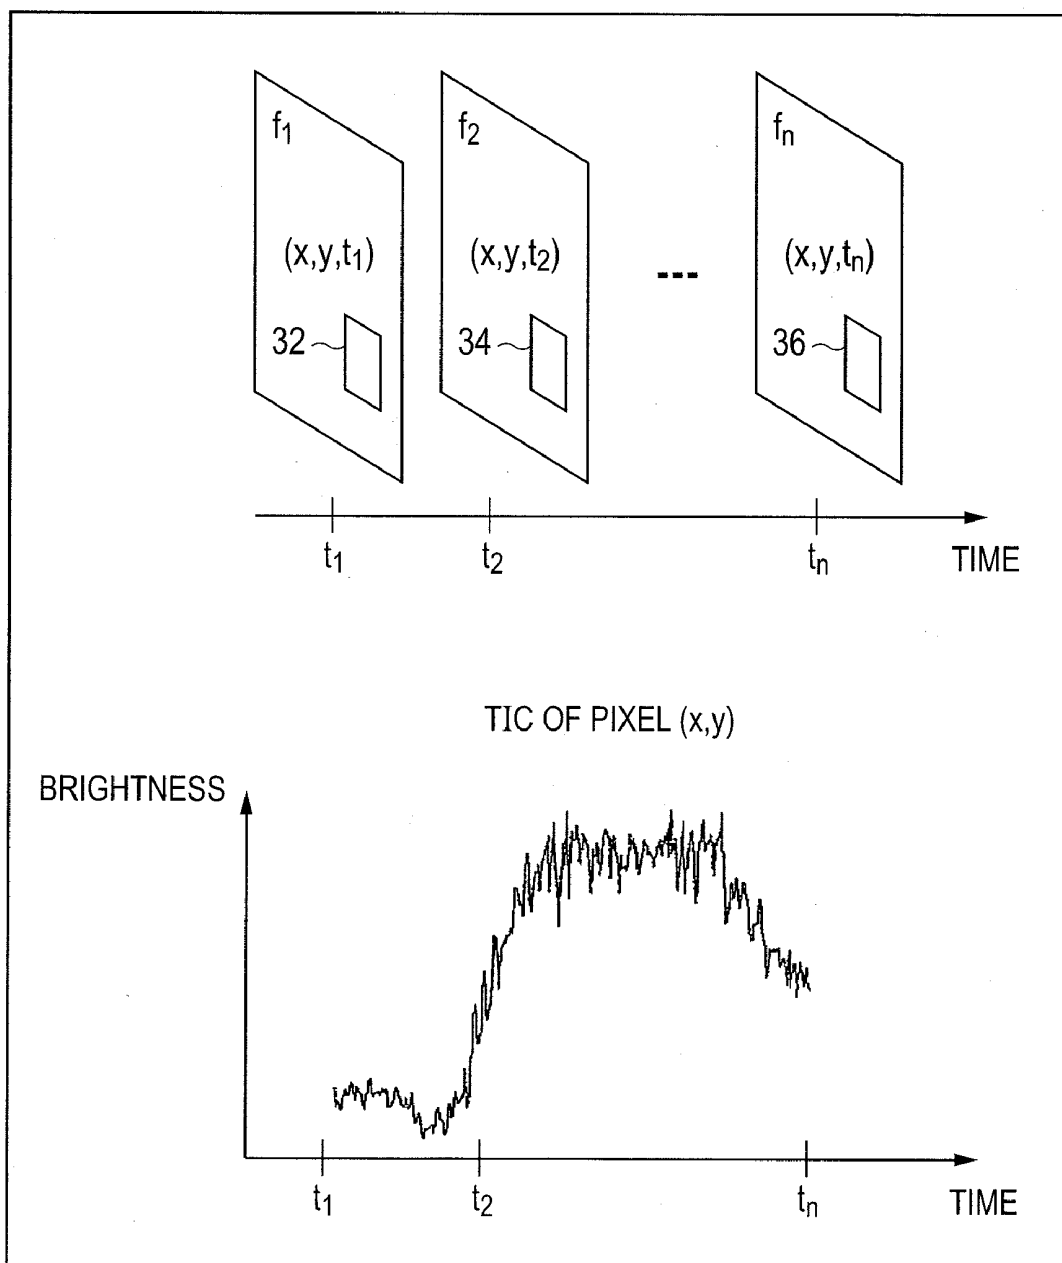 f1 f2 fn
(x,y,t1) (x,y,t2) --- (x,y,tn)
32 34 36
t1 t2 tn TIME
TIC OF PIXEL (x,y)
BRIGHTNESS
t1 t2 tn TIME